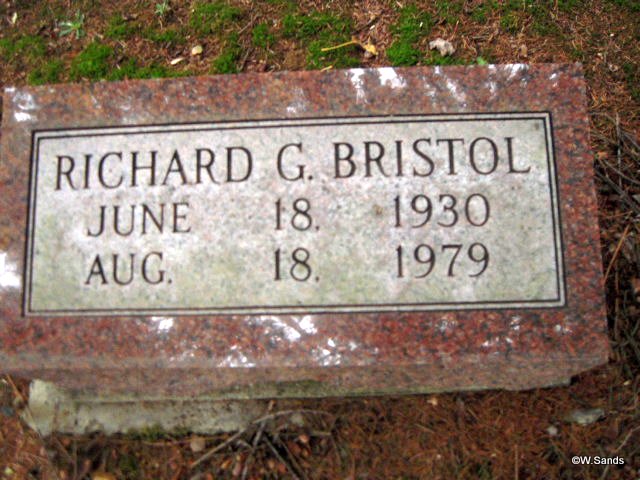 RICHARD G. BRISTOL
JUNE 18. 1930
AUG. 18. 1979
©W.Sands